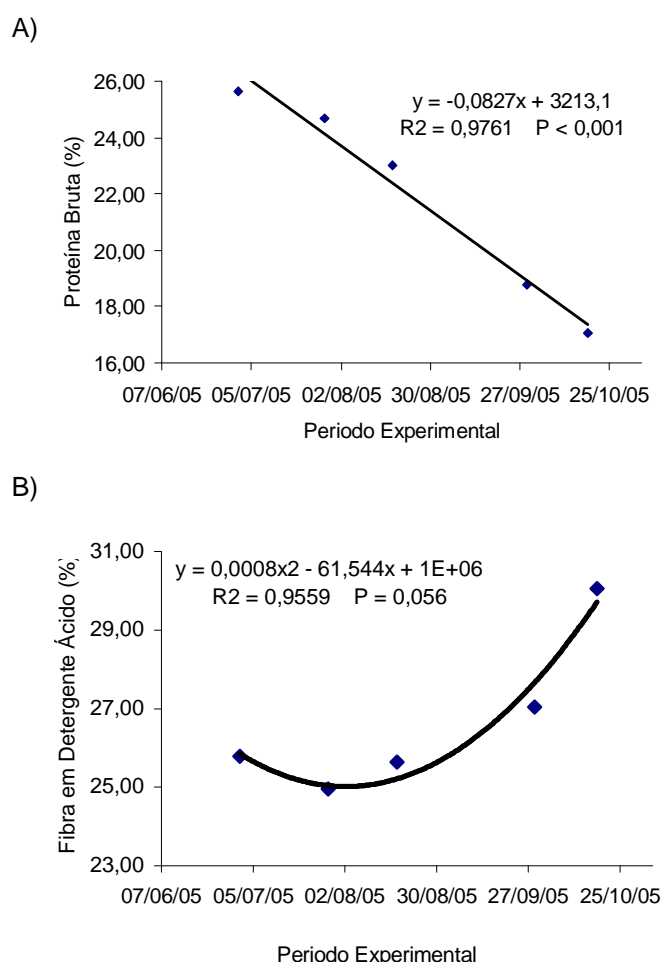 A)
26,00
24,00
22,00
20,00
18,00
16,00
Proteína Bruta (%)
y = -0,0827x + 3213,1
R2 = 0,9761 P < 0,001
07/06/05 05/07/05 02/08/05 30/08/05 27/09/05 25/10/05
Periodo Experimental
B)
31,00
29,00
27,00
25,00
23,00
Fibra em Detergente Ácido (%)
y = 0,0008x2 - 61,544x + 1E+06
R2 = 0,9559 P = 0,056
07/06/05 05/07/05 02/08/05 30/08/05 27/09/05 25/10/05
Periodo Experimental